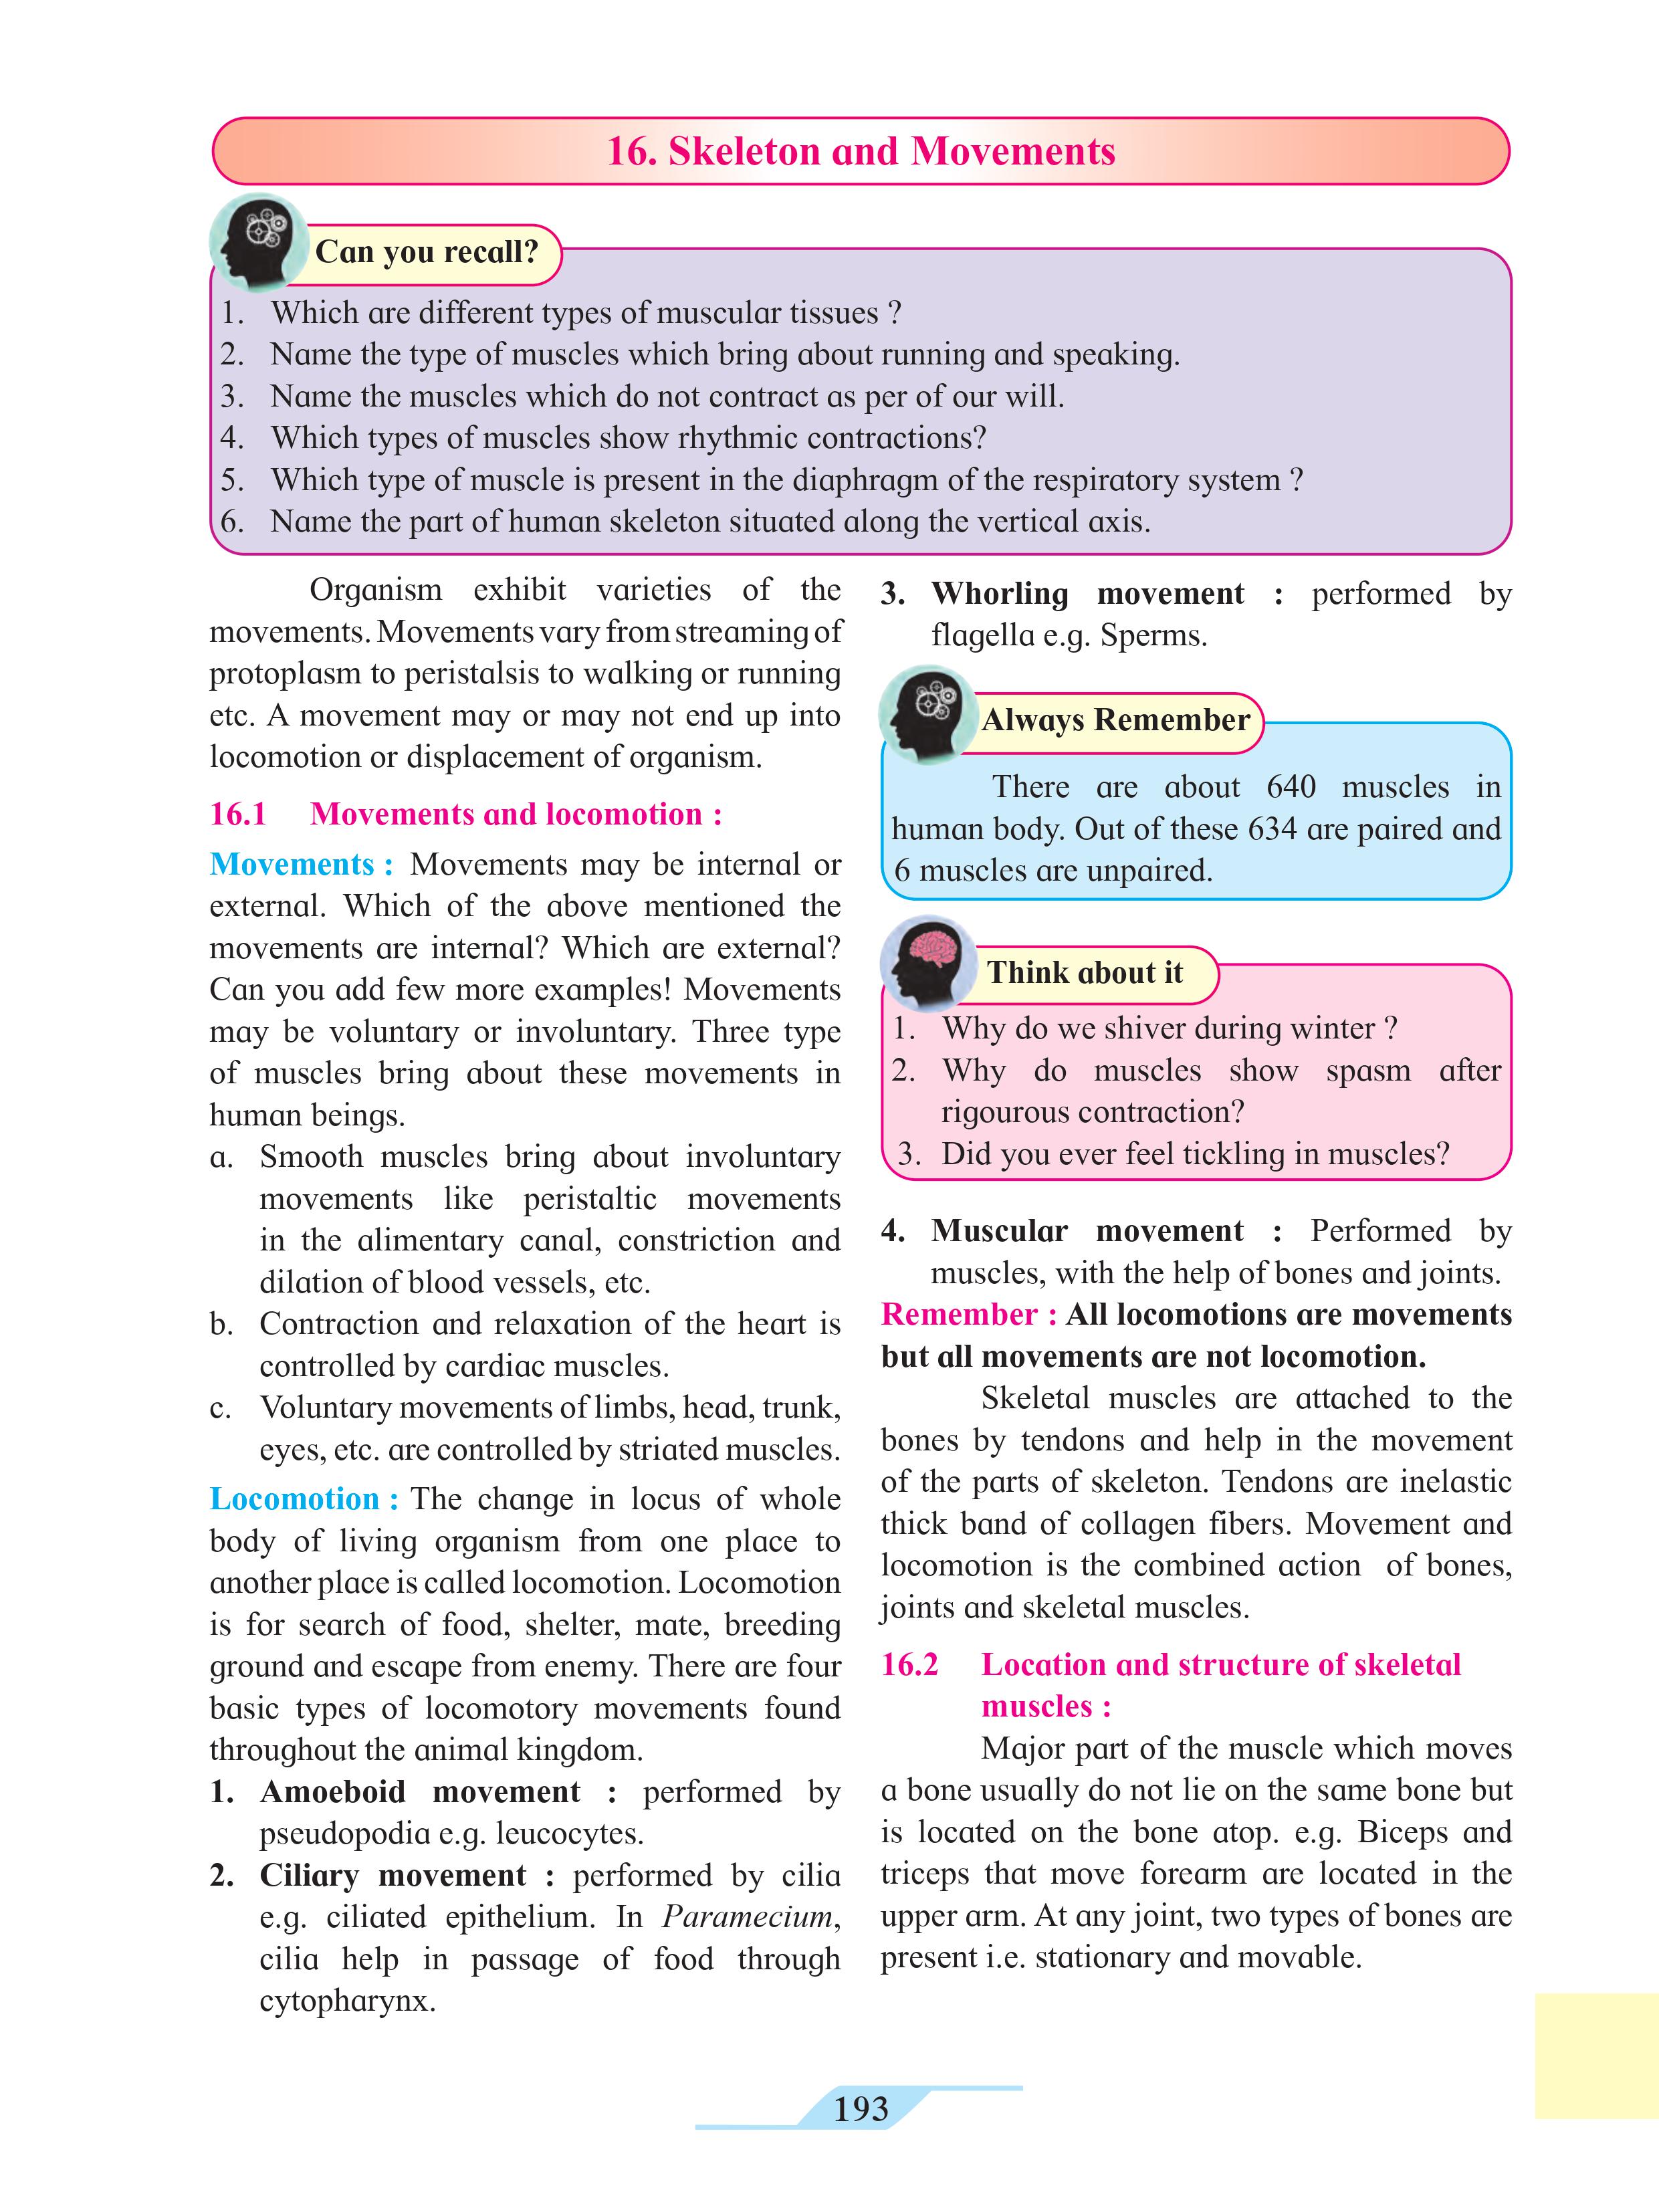 16. Skeleton and Movements
Can you recall?
1. Which are different types of muscular tissues ?
2. Name the type of muscles which bring about running and speaking.
3. Name the muscles which do not contract as per of our will.
4. Which types of muscles show rhythmic contractions?
5. Which type of muscle is present in the diaphragm of the respiratory system ?
6. Name the part of human skeleton situated along the vertical axis.
Organism exhibit varieties of the
movements. Movements vary from streaming of
protoplasm to peristalsis to walking or running
etc. A movement may or may not end up into
locomotion or displacement of organism.
16.1 Movements and locomotion :
Movements : Movements may be internal or
external. Which of the above mentioned the
movements are internal? Which are external?
Can you add few more examples! Movements
may be voluntary or involuntary. Three type
of muscles bring about these movements in
human beings.
a. Smooth muscles bring about involuntary
movements like peristaltic movements
in the alimentary canal, constriction and
dilation of blood vessels, etc.
b. Contraction and relaxation of the heart is
controlled by cardiac muscles.
c. Voluntary movements of limbs, head, trunk,
eyes, etc. are controlled by striated muscles.
Locomotion : The change in locus of whole
body of living organism from one place to
another place is called locomotion. Locomotion
is for search of food, shelter, mate, breeding
ground and escape from enemy. There are four
basic types of locomotory movements found
throughout the animal kingdom.
1. Amoeboid movement : performed by
pseudopodia e.g. leucocytes.
2. Ciliary movement : performed by cilia
e.g. ciliated epithelium. In Paramecium,
cilia help in passage of food through
cytopharynx.
3. Whorling movement : performed by
flagella e.g. Sperms.
Always Remember
There are about 640 muscles in
human body. Out of these 634 are paired and
6 muscles are unpaired.
Think about it
1. Why do we shiver during winter ?
2. Why do muscles show spasm after
rigourous contraction?
3. Did you ever feel tickling in muscles?
4. Muscular movement : Performed by
muscles, with the help of bones and joints.
Remember : All locomotions are movements
but all movements are not locomotion.
Skeletal muscles are attached to the
bones by tendons and help in the movement
of the parts of skeleton. Tendons are inelastic
thick band of collagen fibers. Movement and
locomotion is the combined action of bones,
joints and skeletal muscles.
16.2 Location and structure of skeletal
muscles :
Major part of the muscle which moves
a bone usually do not lie on the same bone but
is located on the bone atop. e.g. Biceps and
triceps that move forearm are located in the
upper arm. At any joint, two types of bones are
present i.e. stationary and movable.
193